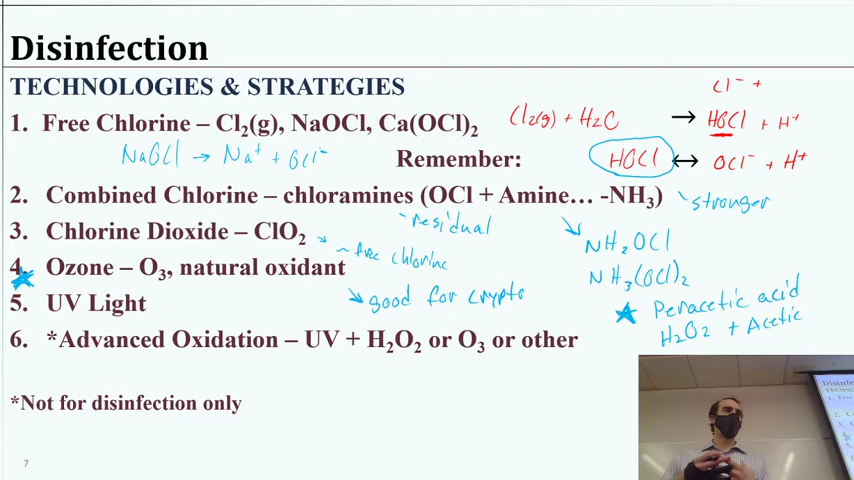 Disinfection
TECHNOLOGIES & STRATEGIES
Cl⁻ +
1. Free Chlorine – Cl₂(g), NaOCl, Ca(OCl)₂ Cl₂(g) + H₂O → HOCl + H⁺
NaOCl → Na⁺ + OCl⁻ Remember: HOCl ↔ OCl⁻ + H⁺
2. Combined Chlorine – chloramines (OCl + Amine… -NH₃) stronger
- residual
3. Chlorine Dioxide – ClO₂ NH₂OCl
~ free chlorine
4. Ozone – O₃, natural oxidant NH₃(OCl)₂
good for crypto
5. UV Light Peracetic acid
H₂O₂ + Acetic
6. *Advanced Oxidation – UV + H₂O₂ or O₃ or other
*Not for disinfection only
7